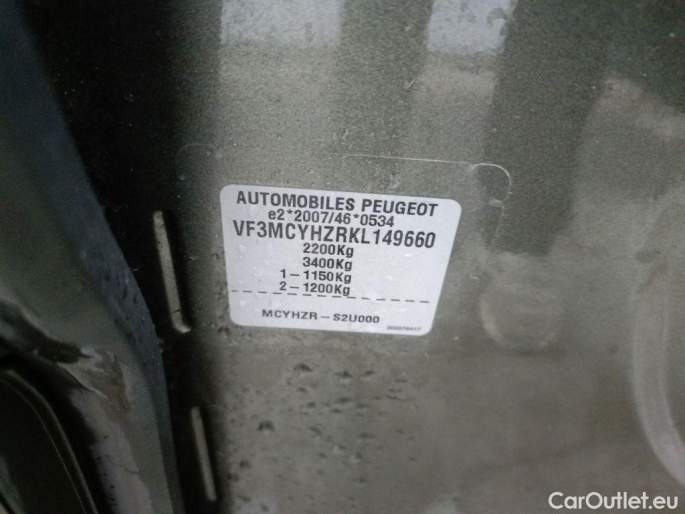 AUTOMOBILES PEUGEOT
e2*2007/46*0534
VF3MCYHZRKL149660
2200Kg
3400Kg
1 – 1150Kg
2 – 1200Kg
MCYHZR – S2U000
CarOutlet.eu